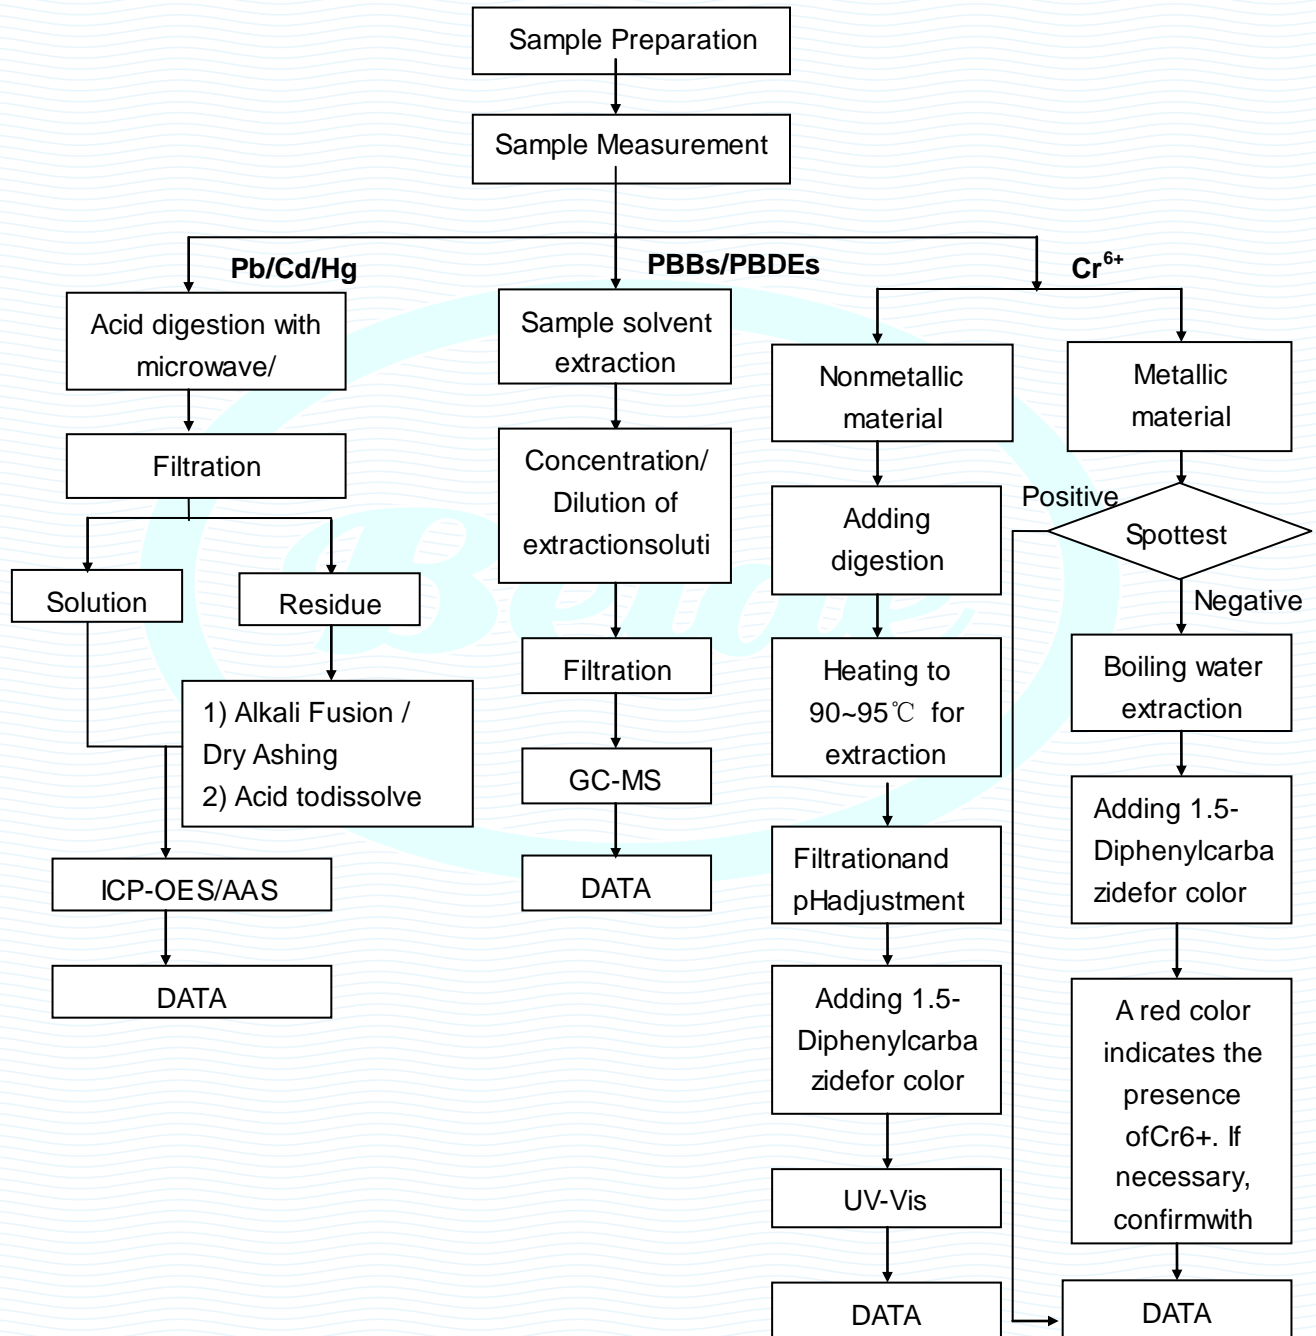 Sample Preparation
Sample Measurement
Pb/Cd/Hg
PBBs/PBDEs
Cr6+
Acid digestion with
microwave/
Filtration
Solution
Residue
1) Alkali Fusion /
Dry Ashing
2) Acid todissolve
ICP-OES/AAS
DATA
Sample solvent
extraction
Concentration/
Dilution of
extractionsoluti
Filtration
GC-MS
DATA
Nonmetallic
material
Adding
digestion
Heating to
90~95℃ for
extraction
Filtrationand
pHadjustment
Adding 1.5-
Diphenylcarba
zidefor color
UV-Vis
DATA
Metallic
material
Positive
Spottest
Negative
Boiling water
extraction
Adding 1.5-
Diphenylcarba
zidefor color
A red color
indicates the
presence
ofCr6+. If
necessary,
confirmwith
DATA